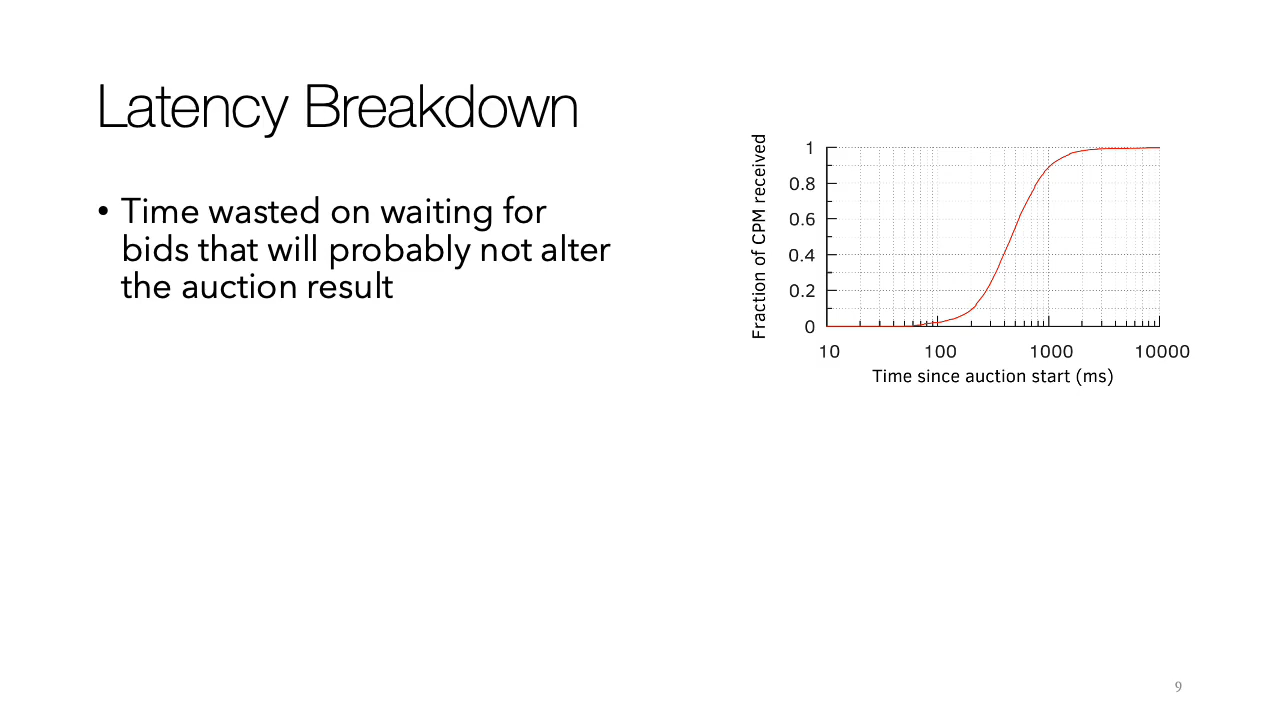 Latency Breakdown
• Time wasted on waiting for
bids that will probably not alter
the auction result
Fraction of CPM received
1
0.8
0.6
0.4
0.2
0
10 100 1000 10000
Time since auction start (ms)
9